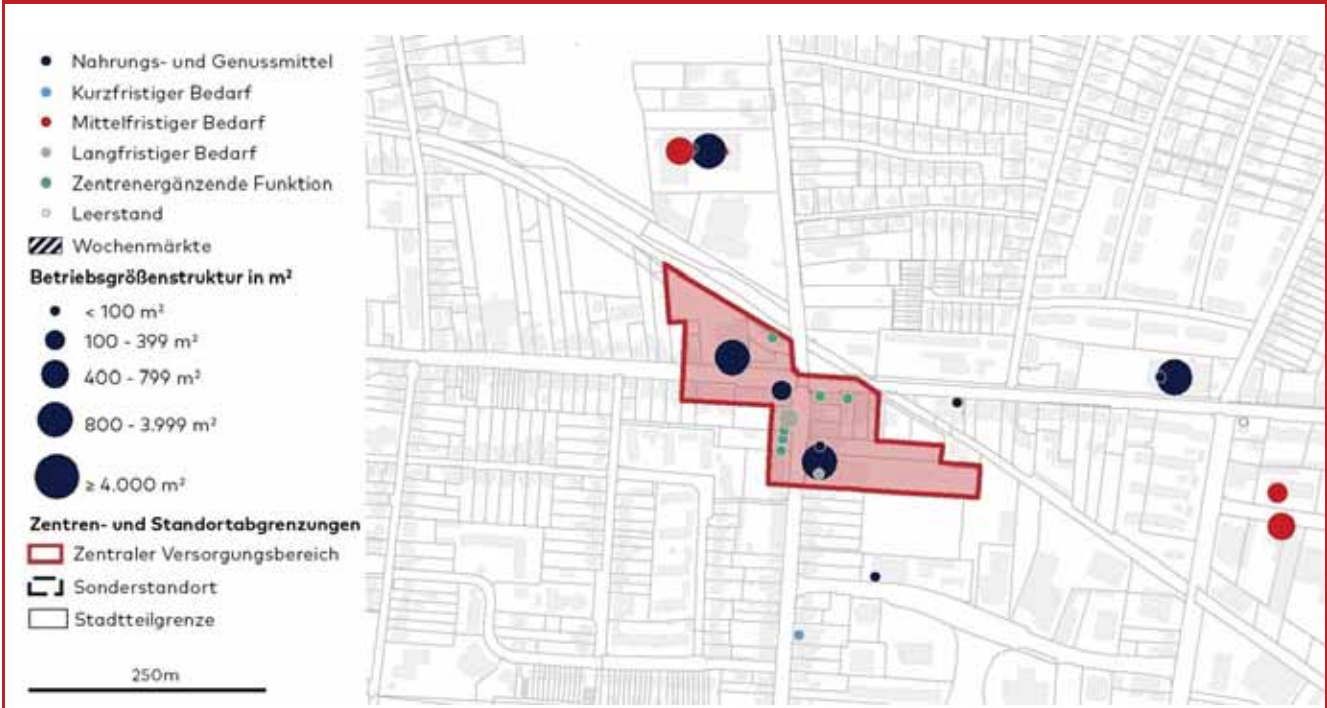 Nahrungs- und Genussmittel
Kurzfristiger Bedarf
Mittelfristiger Bedarf
Langfristiger Bedarf
Zentrenergänzende Funktion
Leerstand
Wochenmärkte
Betriebsgrößenstruktur in m²
< 100 m²
100 - 399 m²
400 - 799 m²
800 - 3.999 m²
≥ 4.000 m²
Zentren- und Standortabgrenzungen
Zentraler Versorgungsbereich
Sonderstandort
Stadtteilgrenze
250m